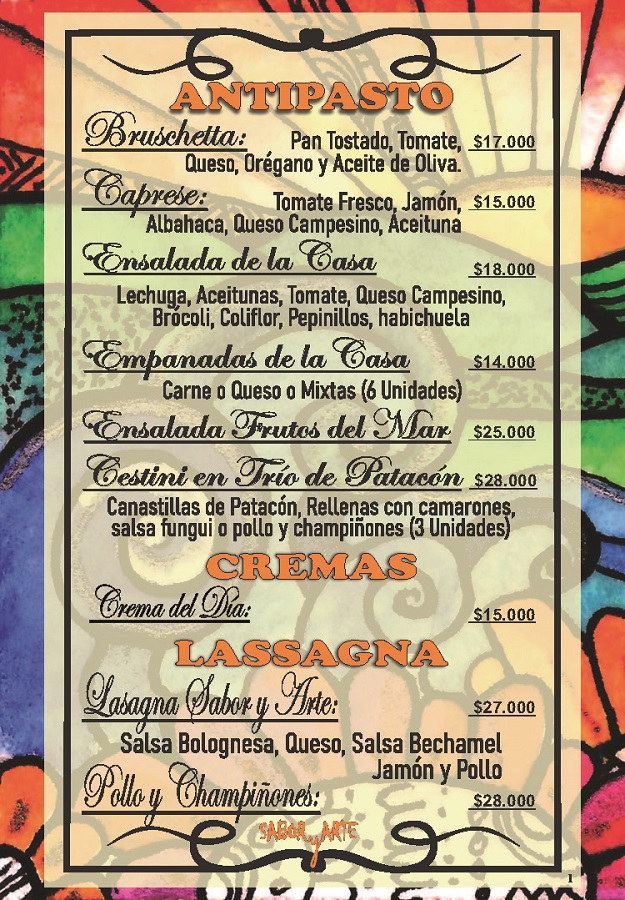 ANTIPASTO
Bruschetta: Pan Tostado, Tomate, $17.000
Queso, Orégano y Aceite de Oliva.
Caprese: Tomate Fresco, Jamón, $15.000
Albahaca, Queso Campesino, Aceituna
Ensalada de la Casa $18.000
Lechuga, Aceitunas, Tomate, Queso Campesino,
Brócoli, Coliflor, Pepinillos, habichuela
Empanadas de la Casa $14.000
Carne o Queso o Mixtas (6 Unidades)
Ensalada Frutos del Mar $25.000
Cestini en Trío de Patacón $28.000
Canastillas de Patacón, Rellenas con camarones,
salsa fungui o pollo y champiñones (3 Unidades)
CREMAS
Crema del Día: $15.000
LASSAGNA
Lasagna Sabor y Arte: $27.000
Salsa Bolognesa, Queso, Salsa Bechamel
Jamón y Pollo
Pollo y Champiñones: $28.000
SABOR y ARTE
1